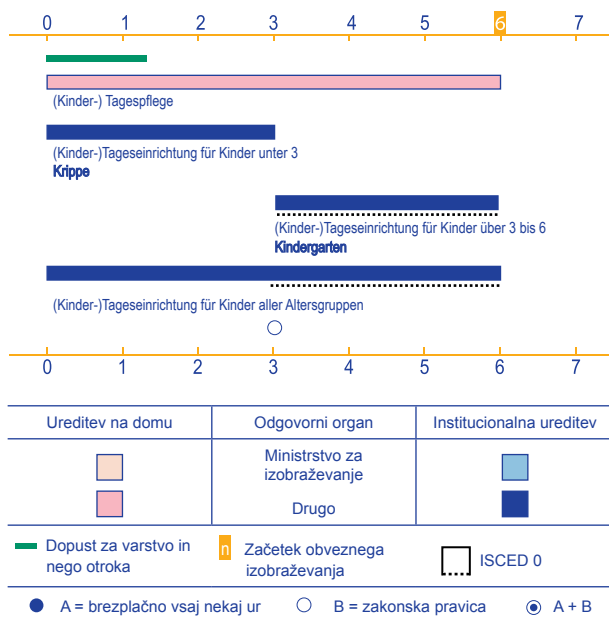 0 1 2 3 4 5 6 7
(Kinder-) Tagespflege
(Kinder-)Tageseinrichtung für Kinder unter 3
Krippe
(Kinder-)Tageseinrichtung für Kinder über 3 bis 6
Kindergarten
(Kinder-)Tageseinrichtung für Kinder aller Altersgruppen
0 1 2 3 4 5 6 7
Ureditev na domu Odgovorni organ Institucionalna ureditev
Ministrstvo za
izobraževanje
Drugo
Dopust za varstvo in
nego otroka
n Začetek obveznega
izobraževanja
ISCED 0
A = brezplačno vsaj nekaj ur B = zakonska pravica A + B